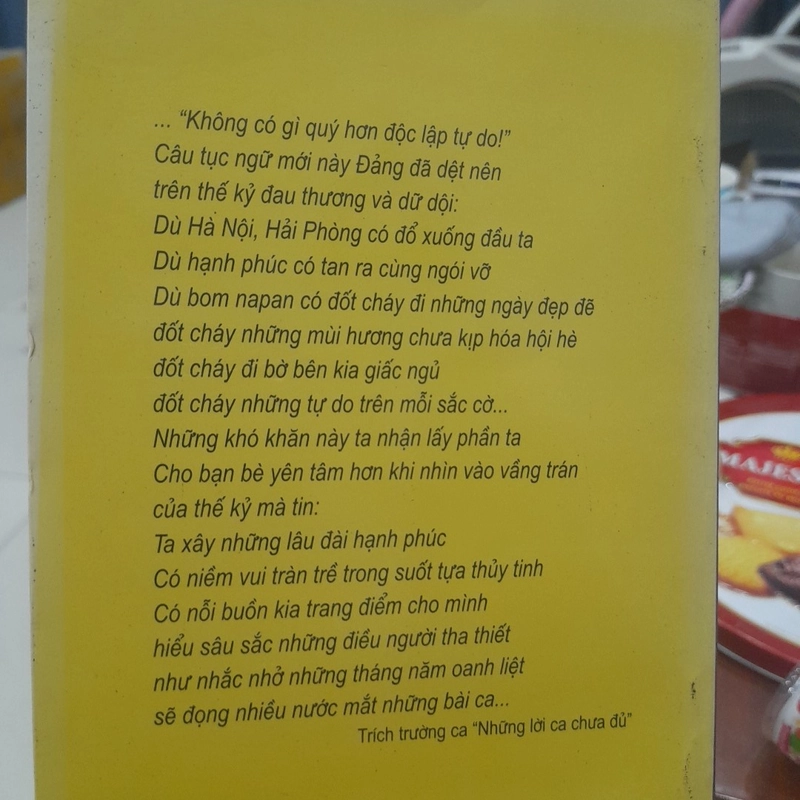 ... "Không có gì quý hơn độc lập tự do!"
Câu tục ngữ mới này Đảng đã dệt nên
trên thế kỷ đau thương và dữ dội:
Dù Hà Nội, Hải Phòng có đổ xuống đầu ta
Dù hạnh phúc có tan ra cùng ngói vỡ
Dù bom napan có đốt cháy đi những ngày đẹp đẽ
đốt cháy những mùi hương chưa kịp hóa hội hè
đốt cháy đi bờ bên kia giấc ngủ
đốt cháy những tự do trên mỗi sắc cờ...
Những khó khăn này ta nhận lấy phần ta
Cho bạn bè yên tâm hơn khi nhìn vào vầng trán
của thế kỷ mà tin:
Ta xây những lâu đài hạnh phúc
Có niềm vui tràn trề trong suốt tựa thủy tinh
Có nỗi buồn kia trang điểm cho mình
hiểu sâu sắc những điều người tha thiết
như nhắc nhở những tháng năm oanh liệt
sẽ đọng nhiều nước mắt những bài ca...
Trích trường ca "Những lời ca chưa đủ"